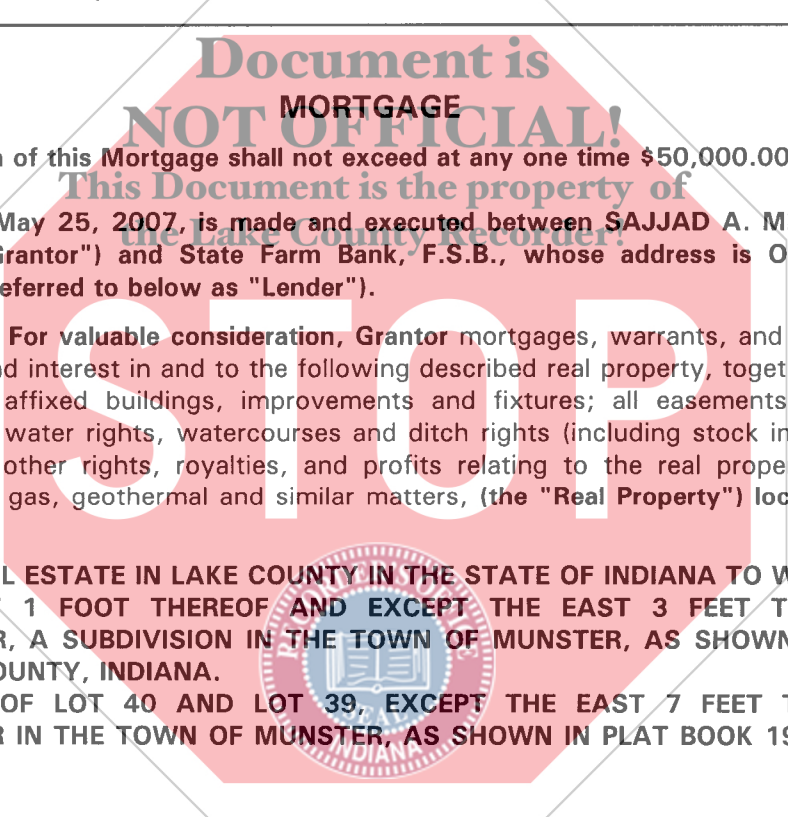 Document is
MORTGAGE
NOT OFFICIAL!
of this Mortgage shall not exceed at any one time $50,000.00
This Document is the property of
May 25, 2007, is made and executed between SAJJAD A. M
the Lake County Recorder!
Grantor") and State Farm Bank, F.S.B., whose address is O
eferred to below as "Lender").
For valuable consideration, Grantor mortgages, warrants, and
d interest in and to the following described real property, toget
affixed buildings, improvements and fixtures; all easements
water rights, watercourses and ditch rights (including stock in
other rights, royalties, and profits relating to the real prope
gas, geothermal and similar matters, (the "Real Property") loc
STOP
L ESTATE IN LAKE COUNTY IN THE STATE OF INDIANA TO W
1 FOOT THEREOF AND EXCEPT THE EAST 3 FEET T
R, A SUBDIVISION IN THE TOWN OF MUNSTER, AS SHOWN
OUNTY, INDIANA.
OF LOT 40 AND LOT 39, EXCEPT THE EAST 7 FEET T
R IN THE TOWN OF MUNSTER, AS SHOWN IN PLAT BOOK 19
RECORDER'S OFFICE
SEAL
INDIANA